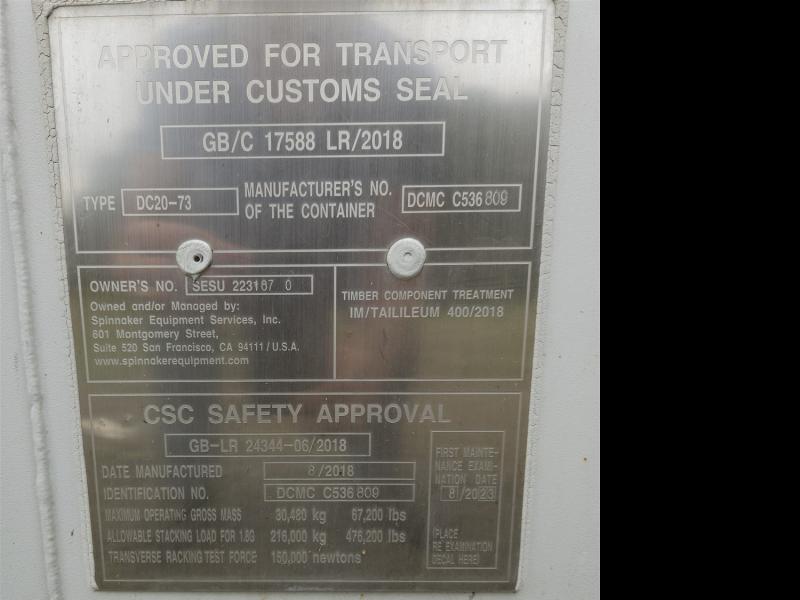 APPROVED FOR TRANSPORT
UNDER CUSTOMS SEAL
GB/C 17588 LR/2018
TYPE DC20-73 MANUFACTURER'S NO. OF THE CONTAINER DCMC C536809
OWNER'S NO. SESU 223167 0
Owned and/or Managed by:
Spinnaker Equipment Services, Inc.
601 Montgomery Street,
Suite 520 San Francisco, CA 94111 / U.S.A.
www.spinnakerequipment.com
TIMBER COMPONENT TREATMENT
IM/TAILILEUM 400/2018
CSC SAFETY APPROVAL
GB-LR 24344-06/2018
DATE MANUFACTURED 8/2018
IDENTIFICATION NO. DCMC C536809
MAXIMUM OPERATING GROSS MASS 30,480 kg 67,200 lbs
ALLOWABLE STACKING LOAD FOR 1.8G 216,000 kg 476,200 lbs
TRANSVERSE RACKING TEST FORCE 150,000 newtons
FIRST MAINTE-
NANCE EXAMI-
NATION DATE
8/2023
(PLACE
RE EXAMINATION
DECAL HERE)